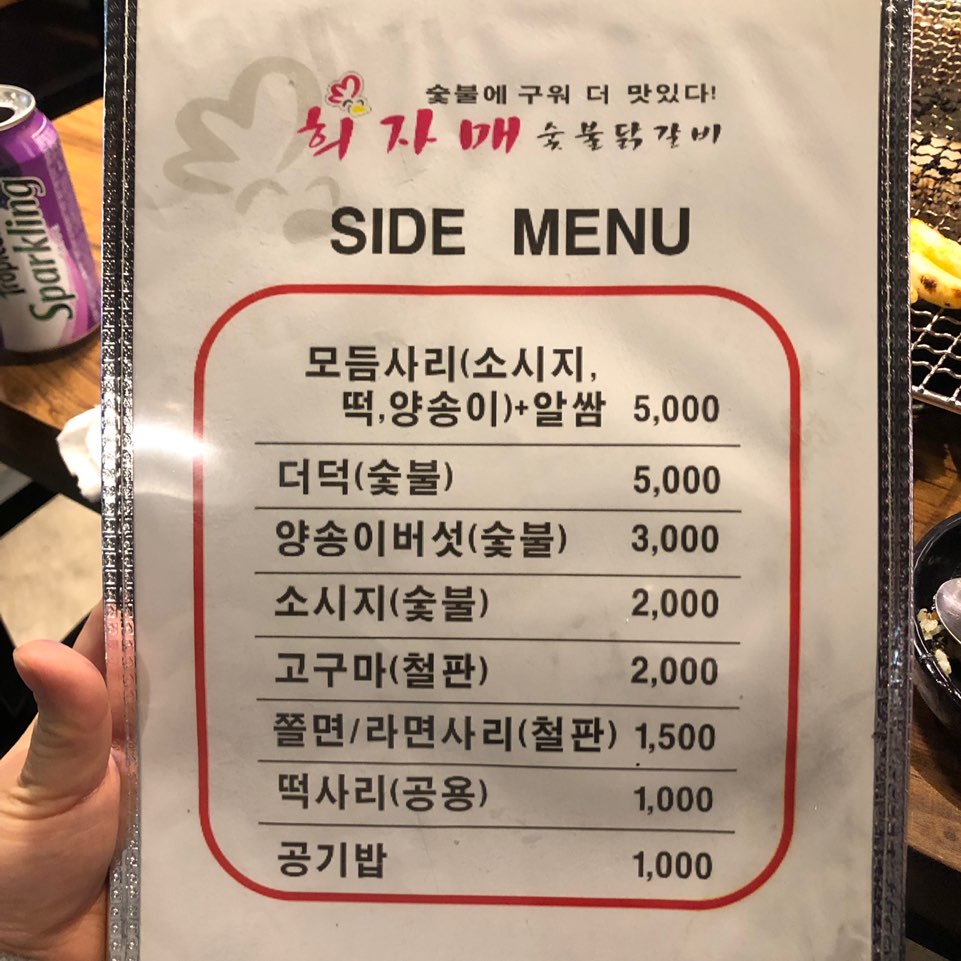 숯불에 구워 더 맛있다!
희자매 숯불닭갈비
SIDE MENU
모듬사리(소시지,
떡,양송이)+알쌈 5,000
더덕(숯불) 5,000
양송이버섯(숯불) 3,000
소시지(숯불) 2,000
고구마(철판) 2,000
쫄면/라면사리(철판) 1,500
떡사리(공용) 1,000
공기밥 1,000
Sparkling